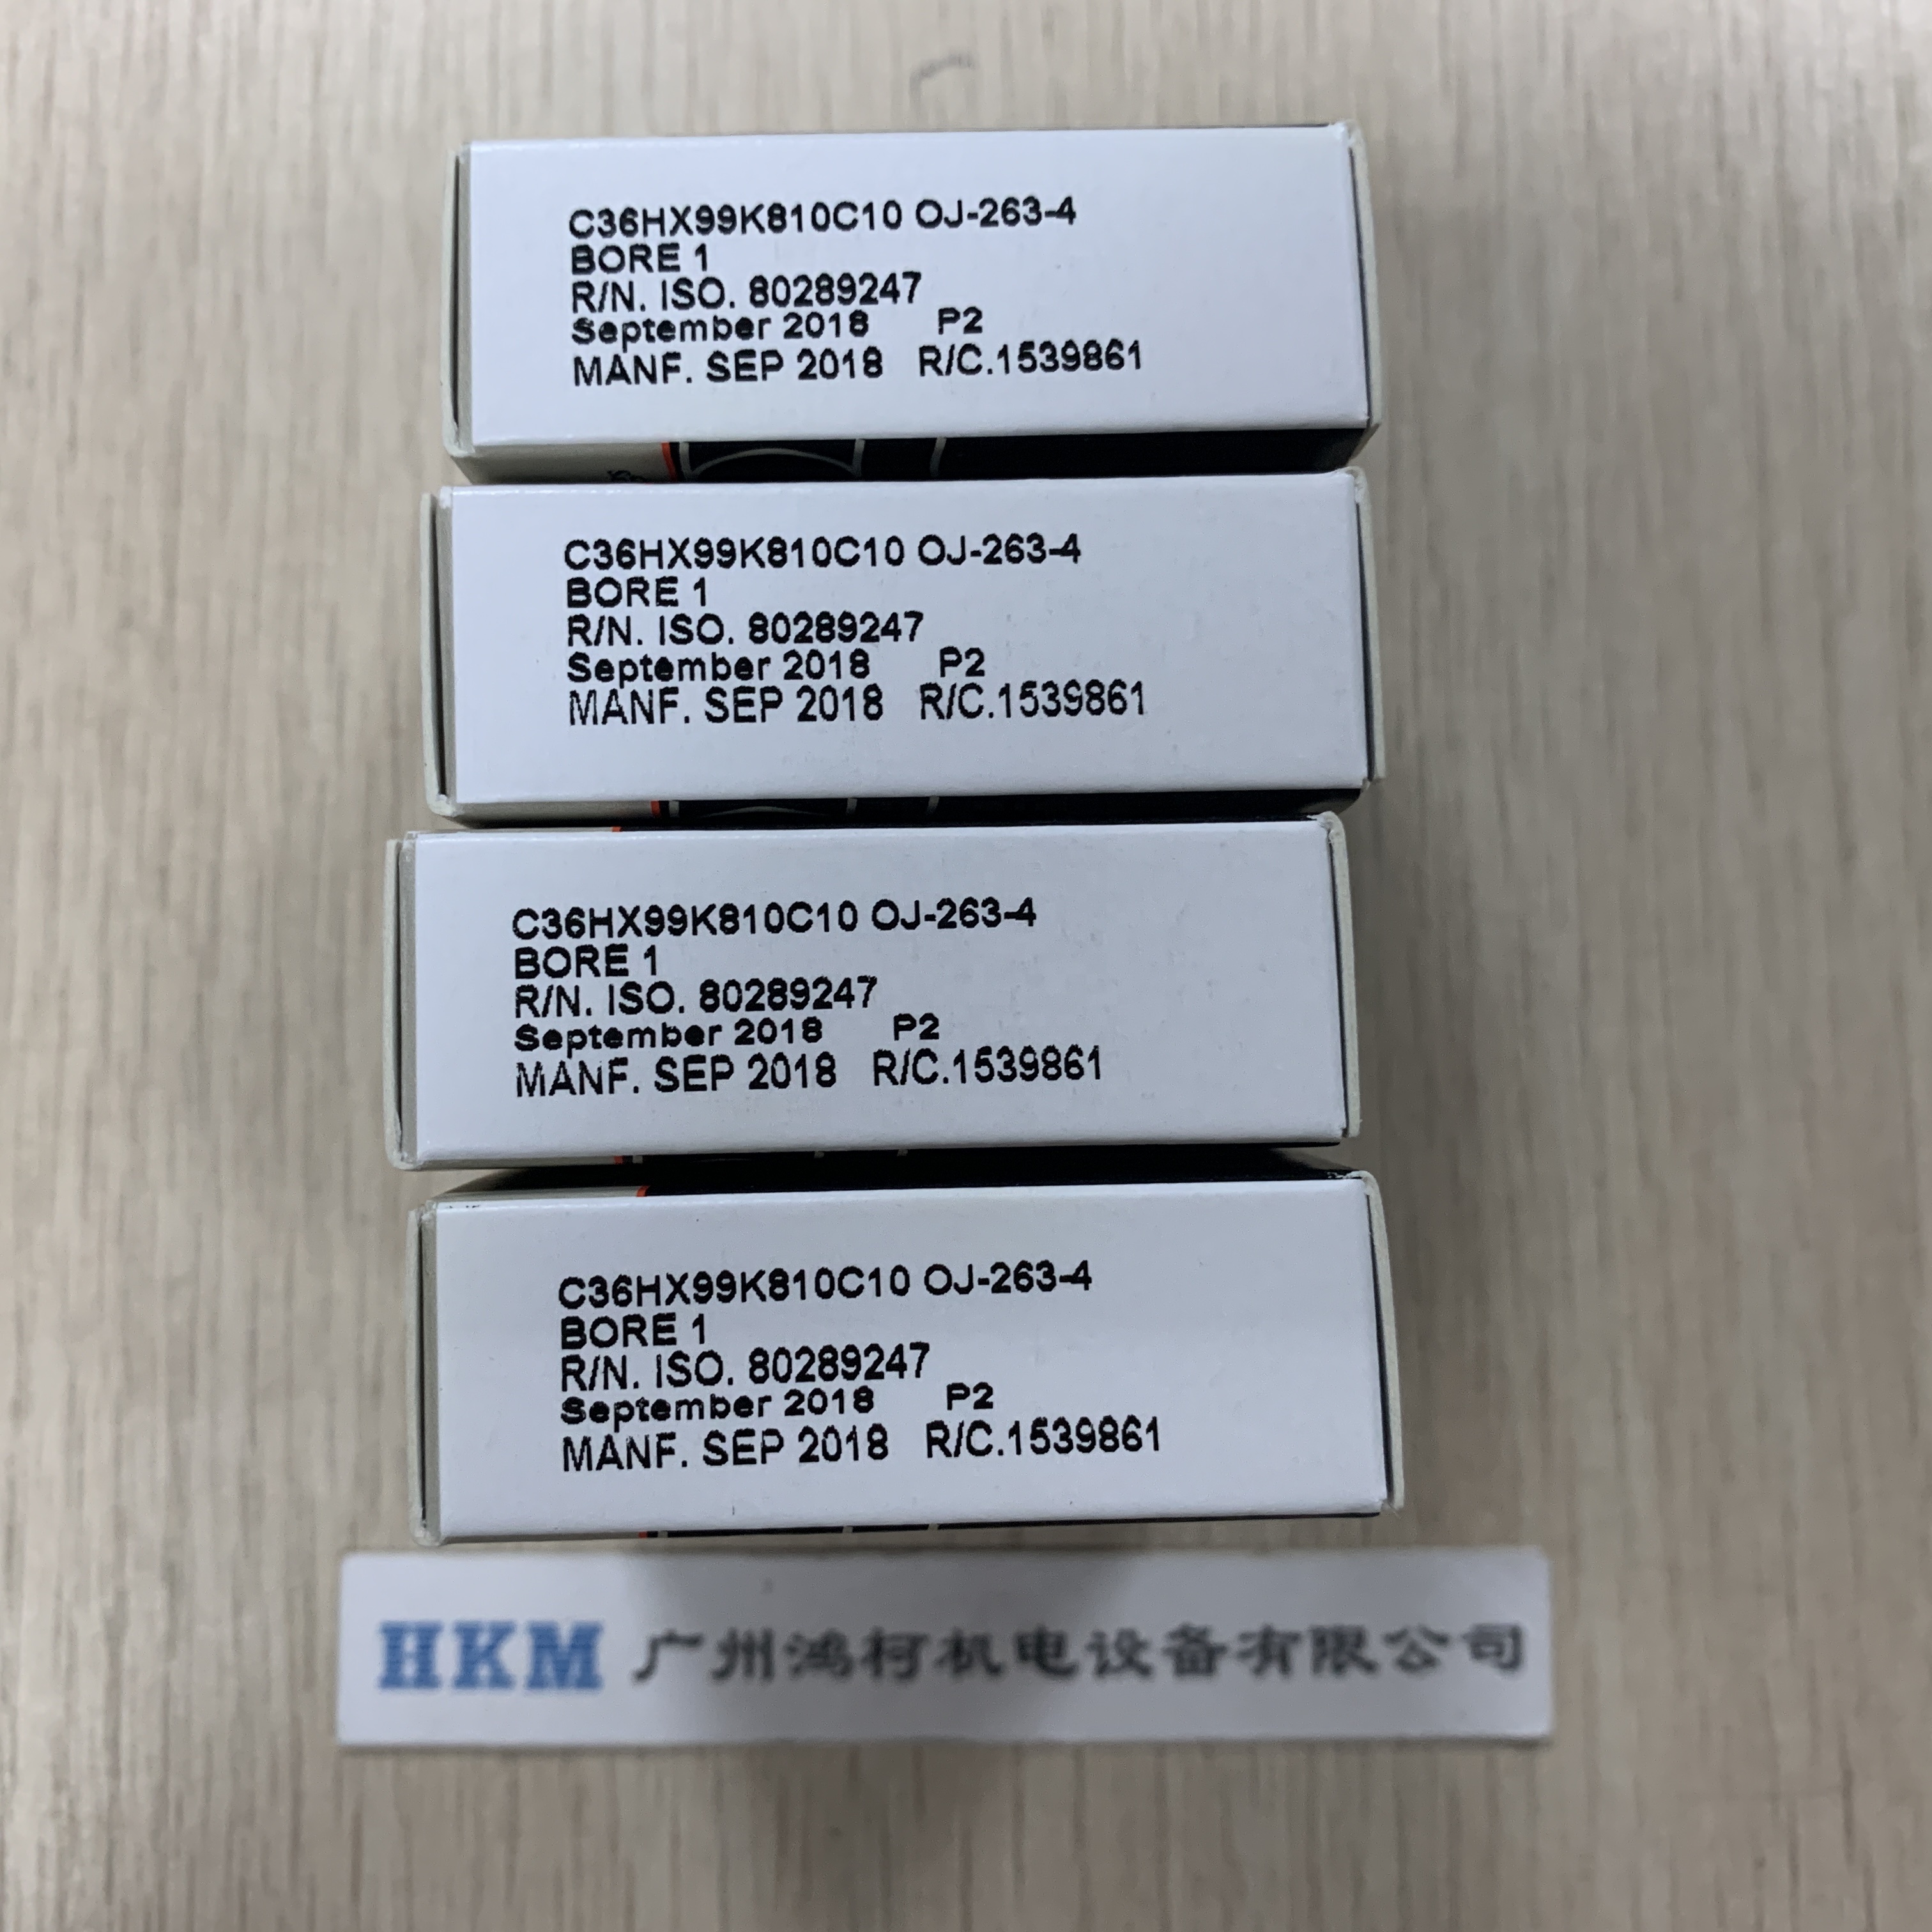 C36HX99K810C10 OJ-263-4
BORE 1
R/N. ISO. 80289247
September 2018 P2
MANF. SEP 2018 R/C.1539861
C36HX99K810C10 OJ-263-4
BORE 1
R/N. ISO. 80289247
September 2018 P2
MANF. SEP 2018 R/C.1539861
C36HX99K810C10 OJ-263-4
BORE 1
R/N. ISO. 80289247
September 2018 P2
MANF. SEP 2018 R/C.1539861
C36HX99K810C10 OJ-263-4
BORE 1
R/N. ISO. 80289247
September 2018 P2
MANF. SEP 2018 R/C.1539861
HKM 广州鸿柯机电设备有限公司